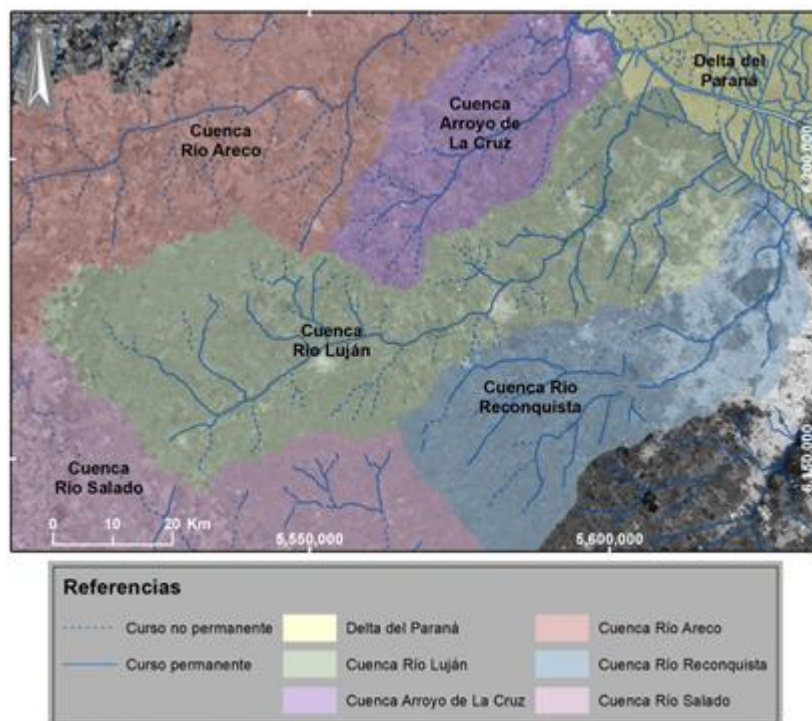 Delta del
Paraná
Cuenca
Arroyo de
La Cruz
Cuenca
Río Areco
Cuenca
Río Luján
Cuenca Río
Reconquista
Cuenca
Río Salado
0 10 20 Km
5,550,000
5,600,000
Referencias
Curso no permanente
Curso permanente
Delta del Paraná
Cuenca Río Luján
Cuenca Arroyo de La Cruz
Cuenca Río Areco
Cuenca Río Reconquista
Cuenca Río Salado